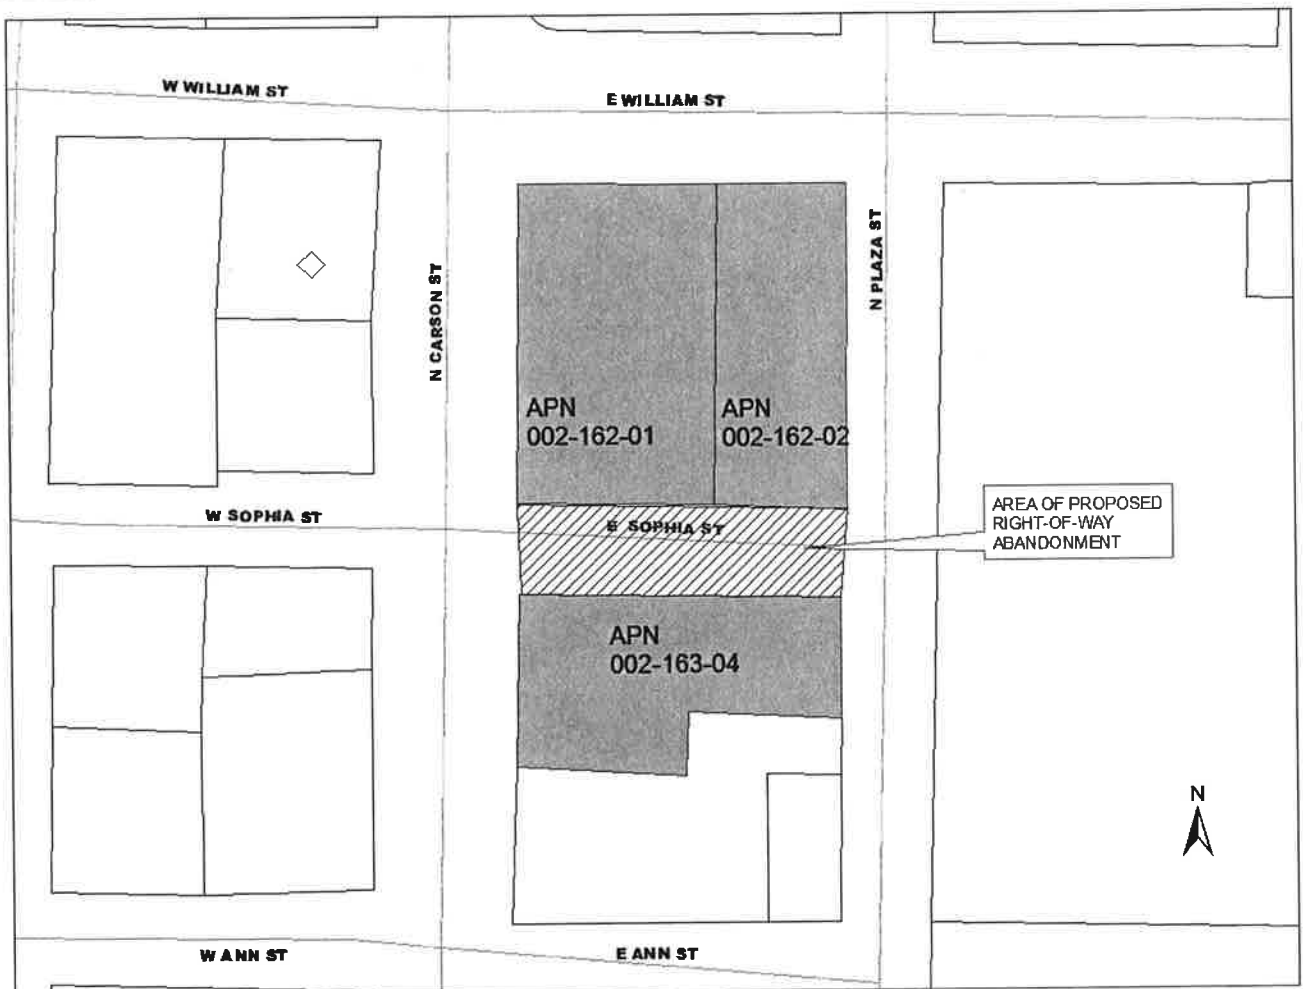 W WILLIAM ST
E WILLIAM ST
N CARSON ST
N PLAZA ST
APN
002-162-01
APN
002-162-02
W SOPHIA ST
E SOPHIA ST
AREA OF PROPOSED
RIGHT-OF-WAY
ABANDONMENT
APN
002-163-04
N
W ANN ST
E ANN ST